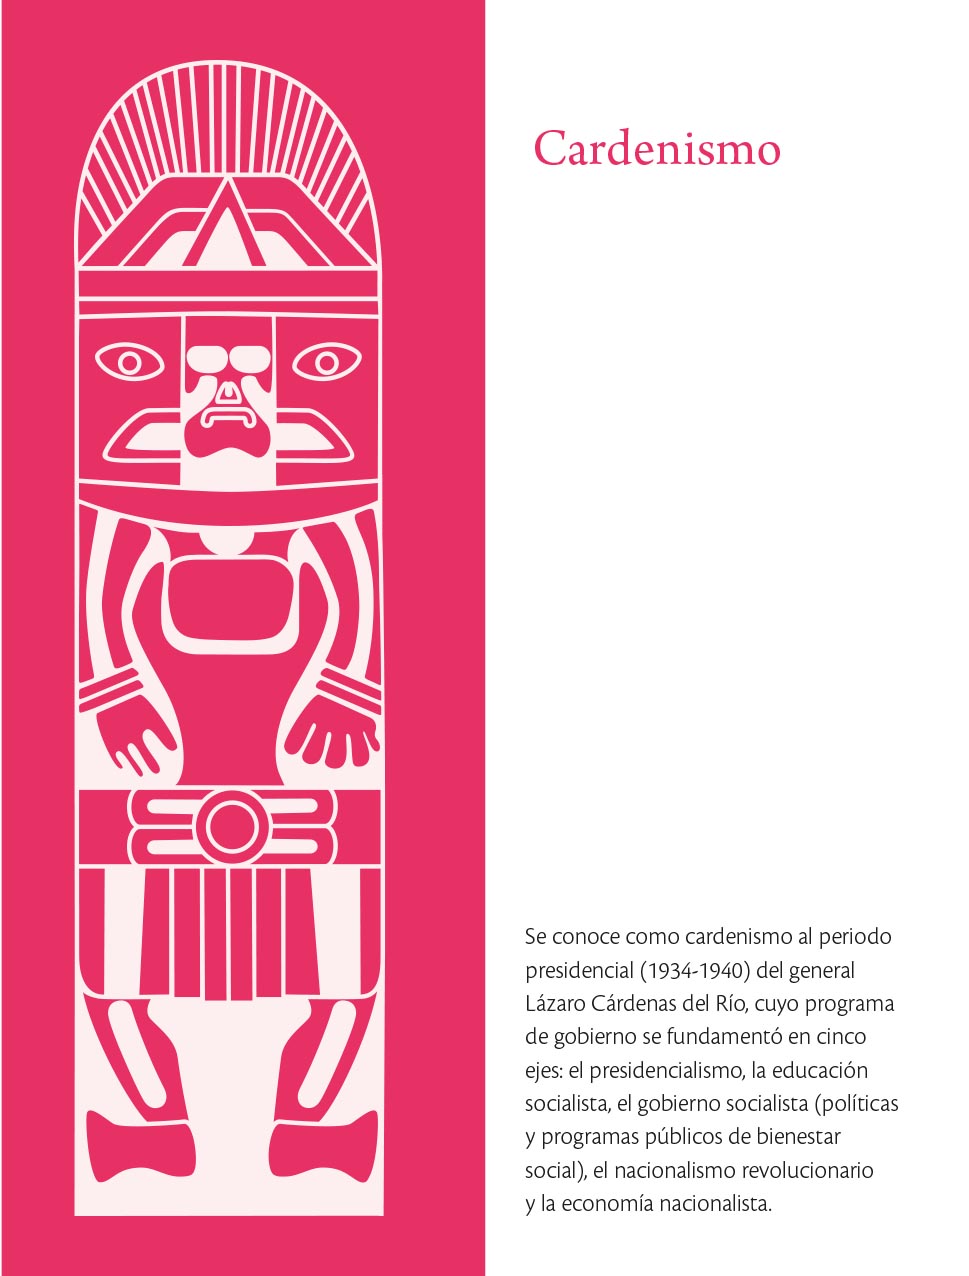 Cardenismo
Se conoce como cardenismo al periodo
presidencial (1934-1940) del general
Lázaro Cárdenas del Río, cuyo programa
de gobierno se fundamentó en cinco
ejes: el presidencialismo, la educación
socialista, el gobierno socialista (políticas
y programas públicos de bienestar
social), el nacionalismo revolucionario
y la economía nacionalista.